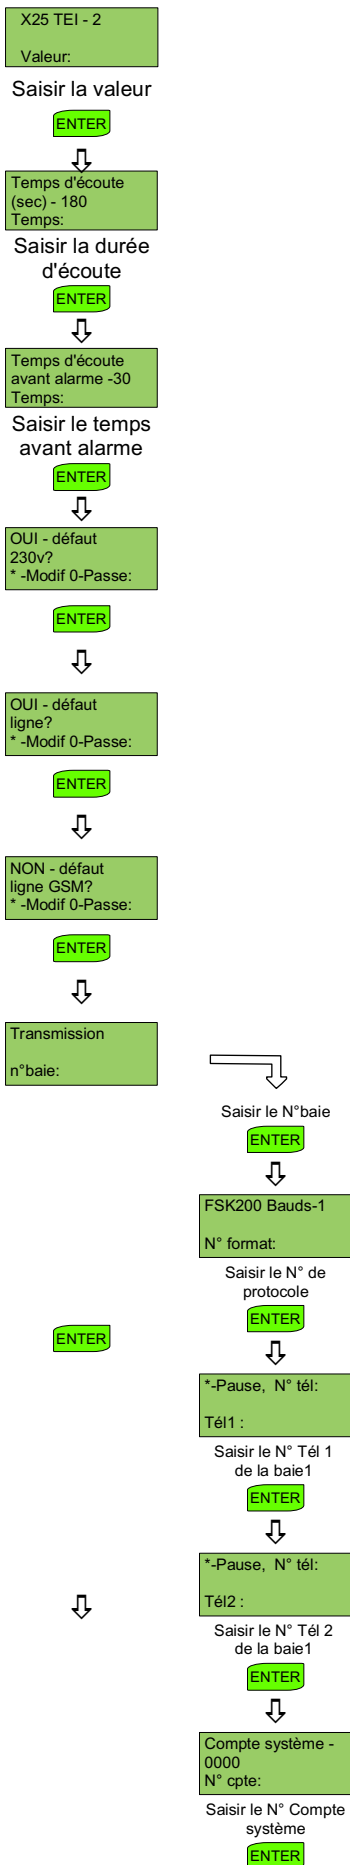 X25 TEI - 2
Valeur:
Saisir la valeur
ENTER
Temps d'écoute
(sec) - 180
Temps:
Saisir la durée
d'écoute
ENTER
Temps d'écoute
avant alarme -30
Temps:
Saisir le temps
avant alarme
ENTER
OUI - défaut
230v?
* -Modif 0-Passe:
ENTER
OUI - défaut
ligne?
* -Modif 0-Passe:
ENTER
NON - défaut
ligne GSM?
* -Modif 0-Passe:
ENTER
Transmission
n°baie:
Saisir le N°baie
ENTER
FSK200 Bauds-1
N° format:
Saisir le N° de
protocole
ENTER
ENTER
*-Pause, N° tél:
Tél1 :
Saisir le N° Tél 1
de la baie1
ENTER
*-Pause, N° tél:
Tél2 :
Saisir le N° Tél 2
de la baie1
ENTER
Compte système -
0000
N° cpte:
Saisir le N° Compte
système
ENTER